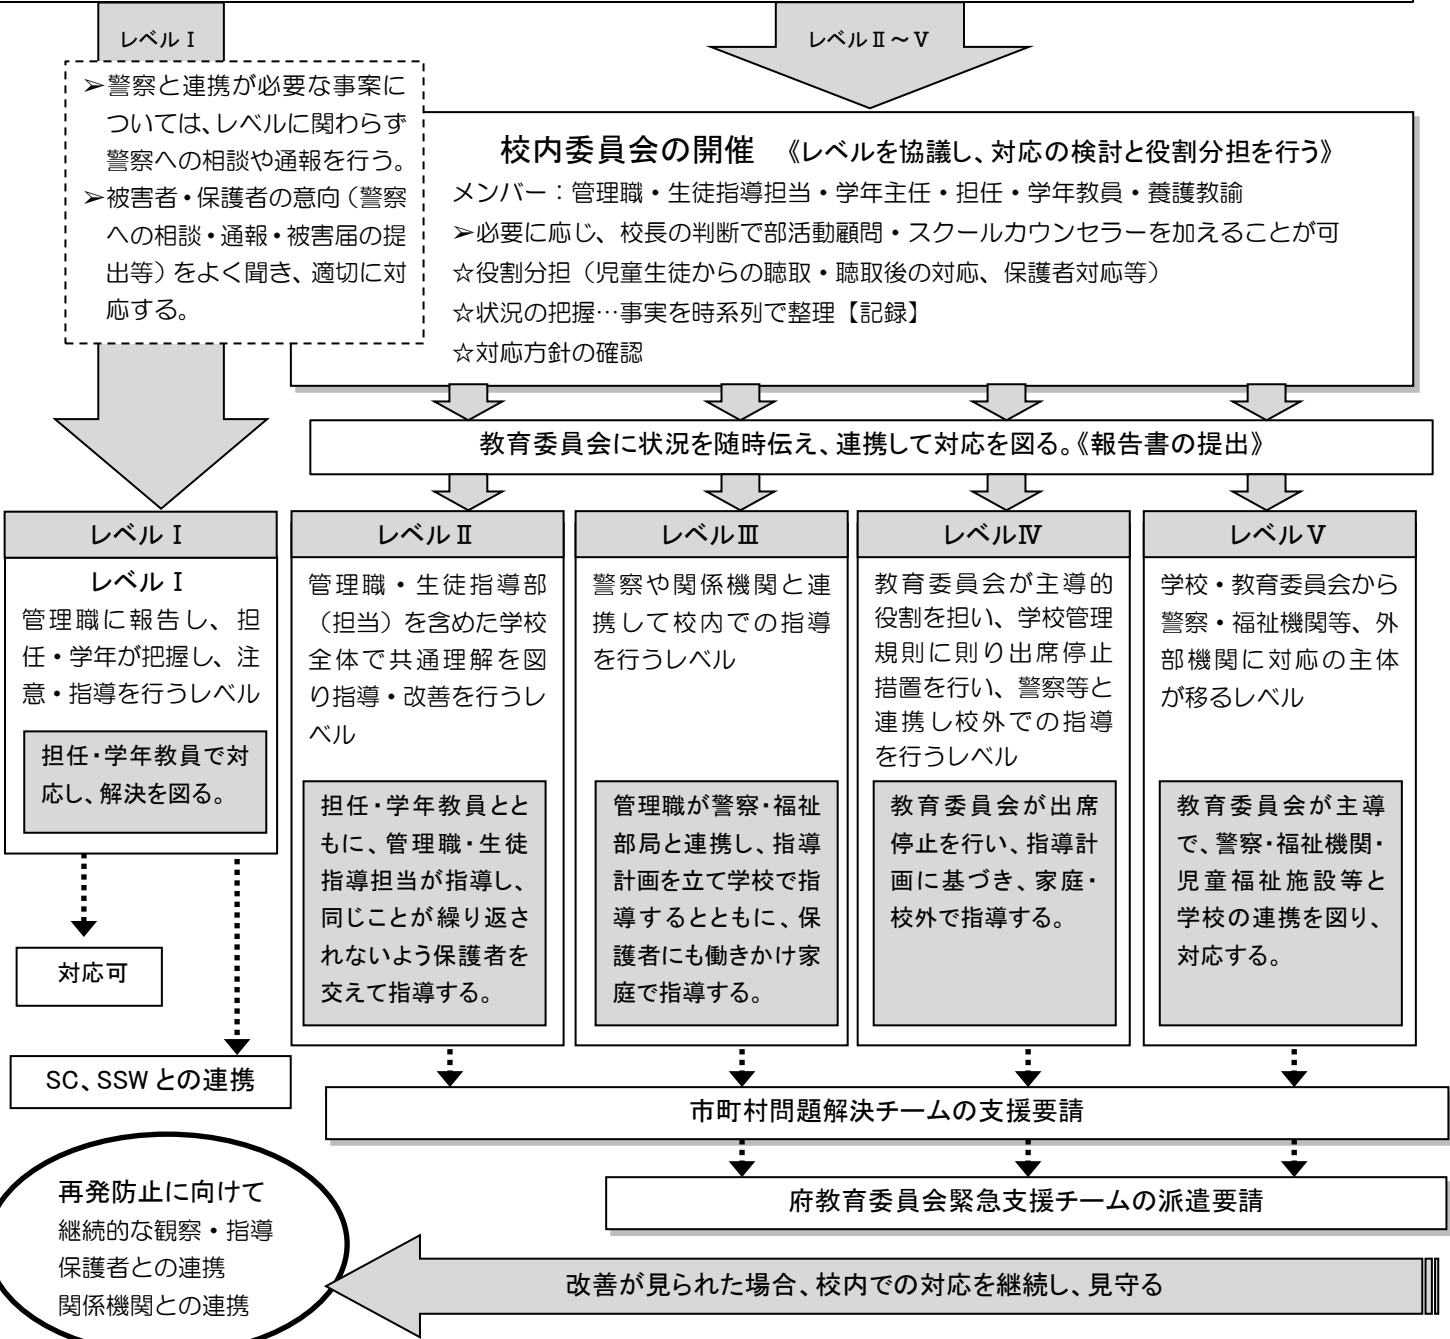 レベルⅠ
レベルⅡ～Ⅴ
➢警察と連携が必要な事案に
ついては、レベルに関わらず
警察への相談や通報を行う。
➢被害者・保護者の意向（警察
への相談・通報・被害届の提
出等）をよく聞き、適切に対
応する。
校内委員会の開催　《レベルを協議し、対応の検討と役割分担を行う》
メンバー：管理職・生徒指導担当・学年主任・担任・学年教員・養護教諭
➢必要に応じ、校長の判断で部活動顧問・スクールカウンセラーを加えることが可
☆役割分担（児童生徒からの聴取・聴取後の対応、保護者対応等）
☆状況の把握…事実を時系列で整理【記録】
☆対応方針の確認
教育委員会に状況を随時伝え、連携して対応を図る。《報告書の提出》
レベルⅠ
レベルⅠ
管理職に報告し、担
任・学年が把握し、注
意・指導を行うレベル
担任・学年教員で対
応し、解決を図る。
対応可
SC、SSWとの連携
レベルⅡ
管理職・生徒指導部
（担当）を含めた学校
全体で共通理解を図
り指導・改善を行うレ
ベル
担任・学年教員とと
もに、管理職・生徒
指導担当が指導し、
同じことが繰り返さ
れないよう保護者を
交えて指導する。
レベルⅢ
警察や関係機関と連
携して校内での指導
を行うレベル
管理職が警察・福祉
部局と連携し、指導
計画を立て学校で指
導するとともに、保
護者にも働きかけ家
庭で指導する。
レベルⅣ
教育委員会が主導的
役割を担い、学校管理
規則に則り出席停止
措置を行い、警察等と
連携し校外での指導
を行うレベル
教育委員会が出席
停止を行い、指導計
画に基づき、家庭・
校外で指導する。
レベルⅤ
学校・教育委員会から
警察・福祉機関等、外
部機関に対応の主体
が移るレベル
教育委員会が主導
で、警察・福祉機関・
児童福祉施設等と
学校の連携を図り、
対応する。
市町村問題解決チームの支援要請
府教育委員会緊急支援チームの派遣要請
再発防止に向けて
継続的な観察・指導
保護者との連携
関係機関との連携
改善が見られた場合、校内での対応を継続し、見守る